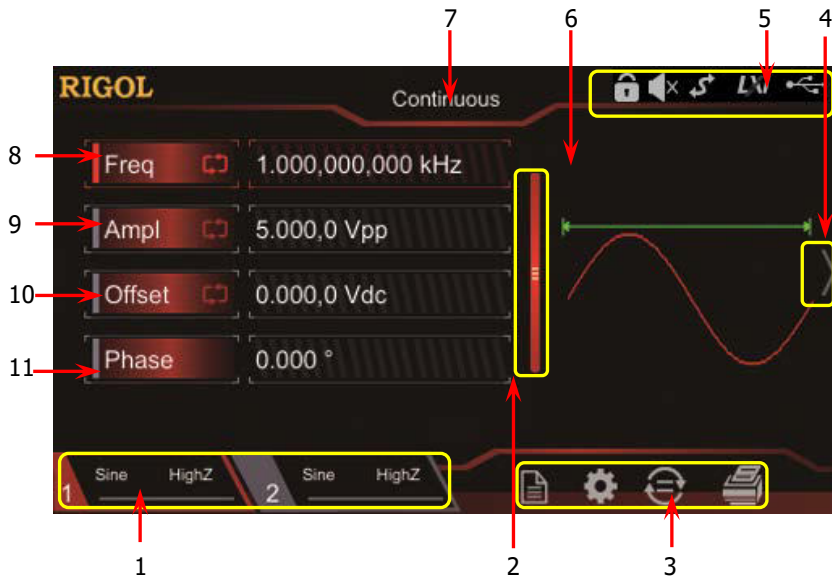 7 6 5 4
RIGOL
Continuous
LXI
8 Freq 1.000,000,000 kHz
9 Ampl 5.000,0 Vpp
10 Offset 0.000,0 Vdc
11 Phase 0.000 °
1 Sine HighZ 2 Sine HighZ
1 2 3